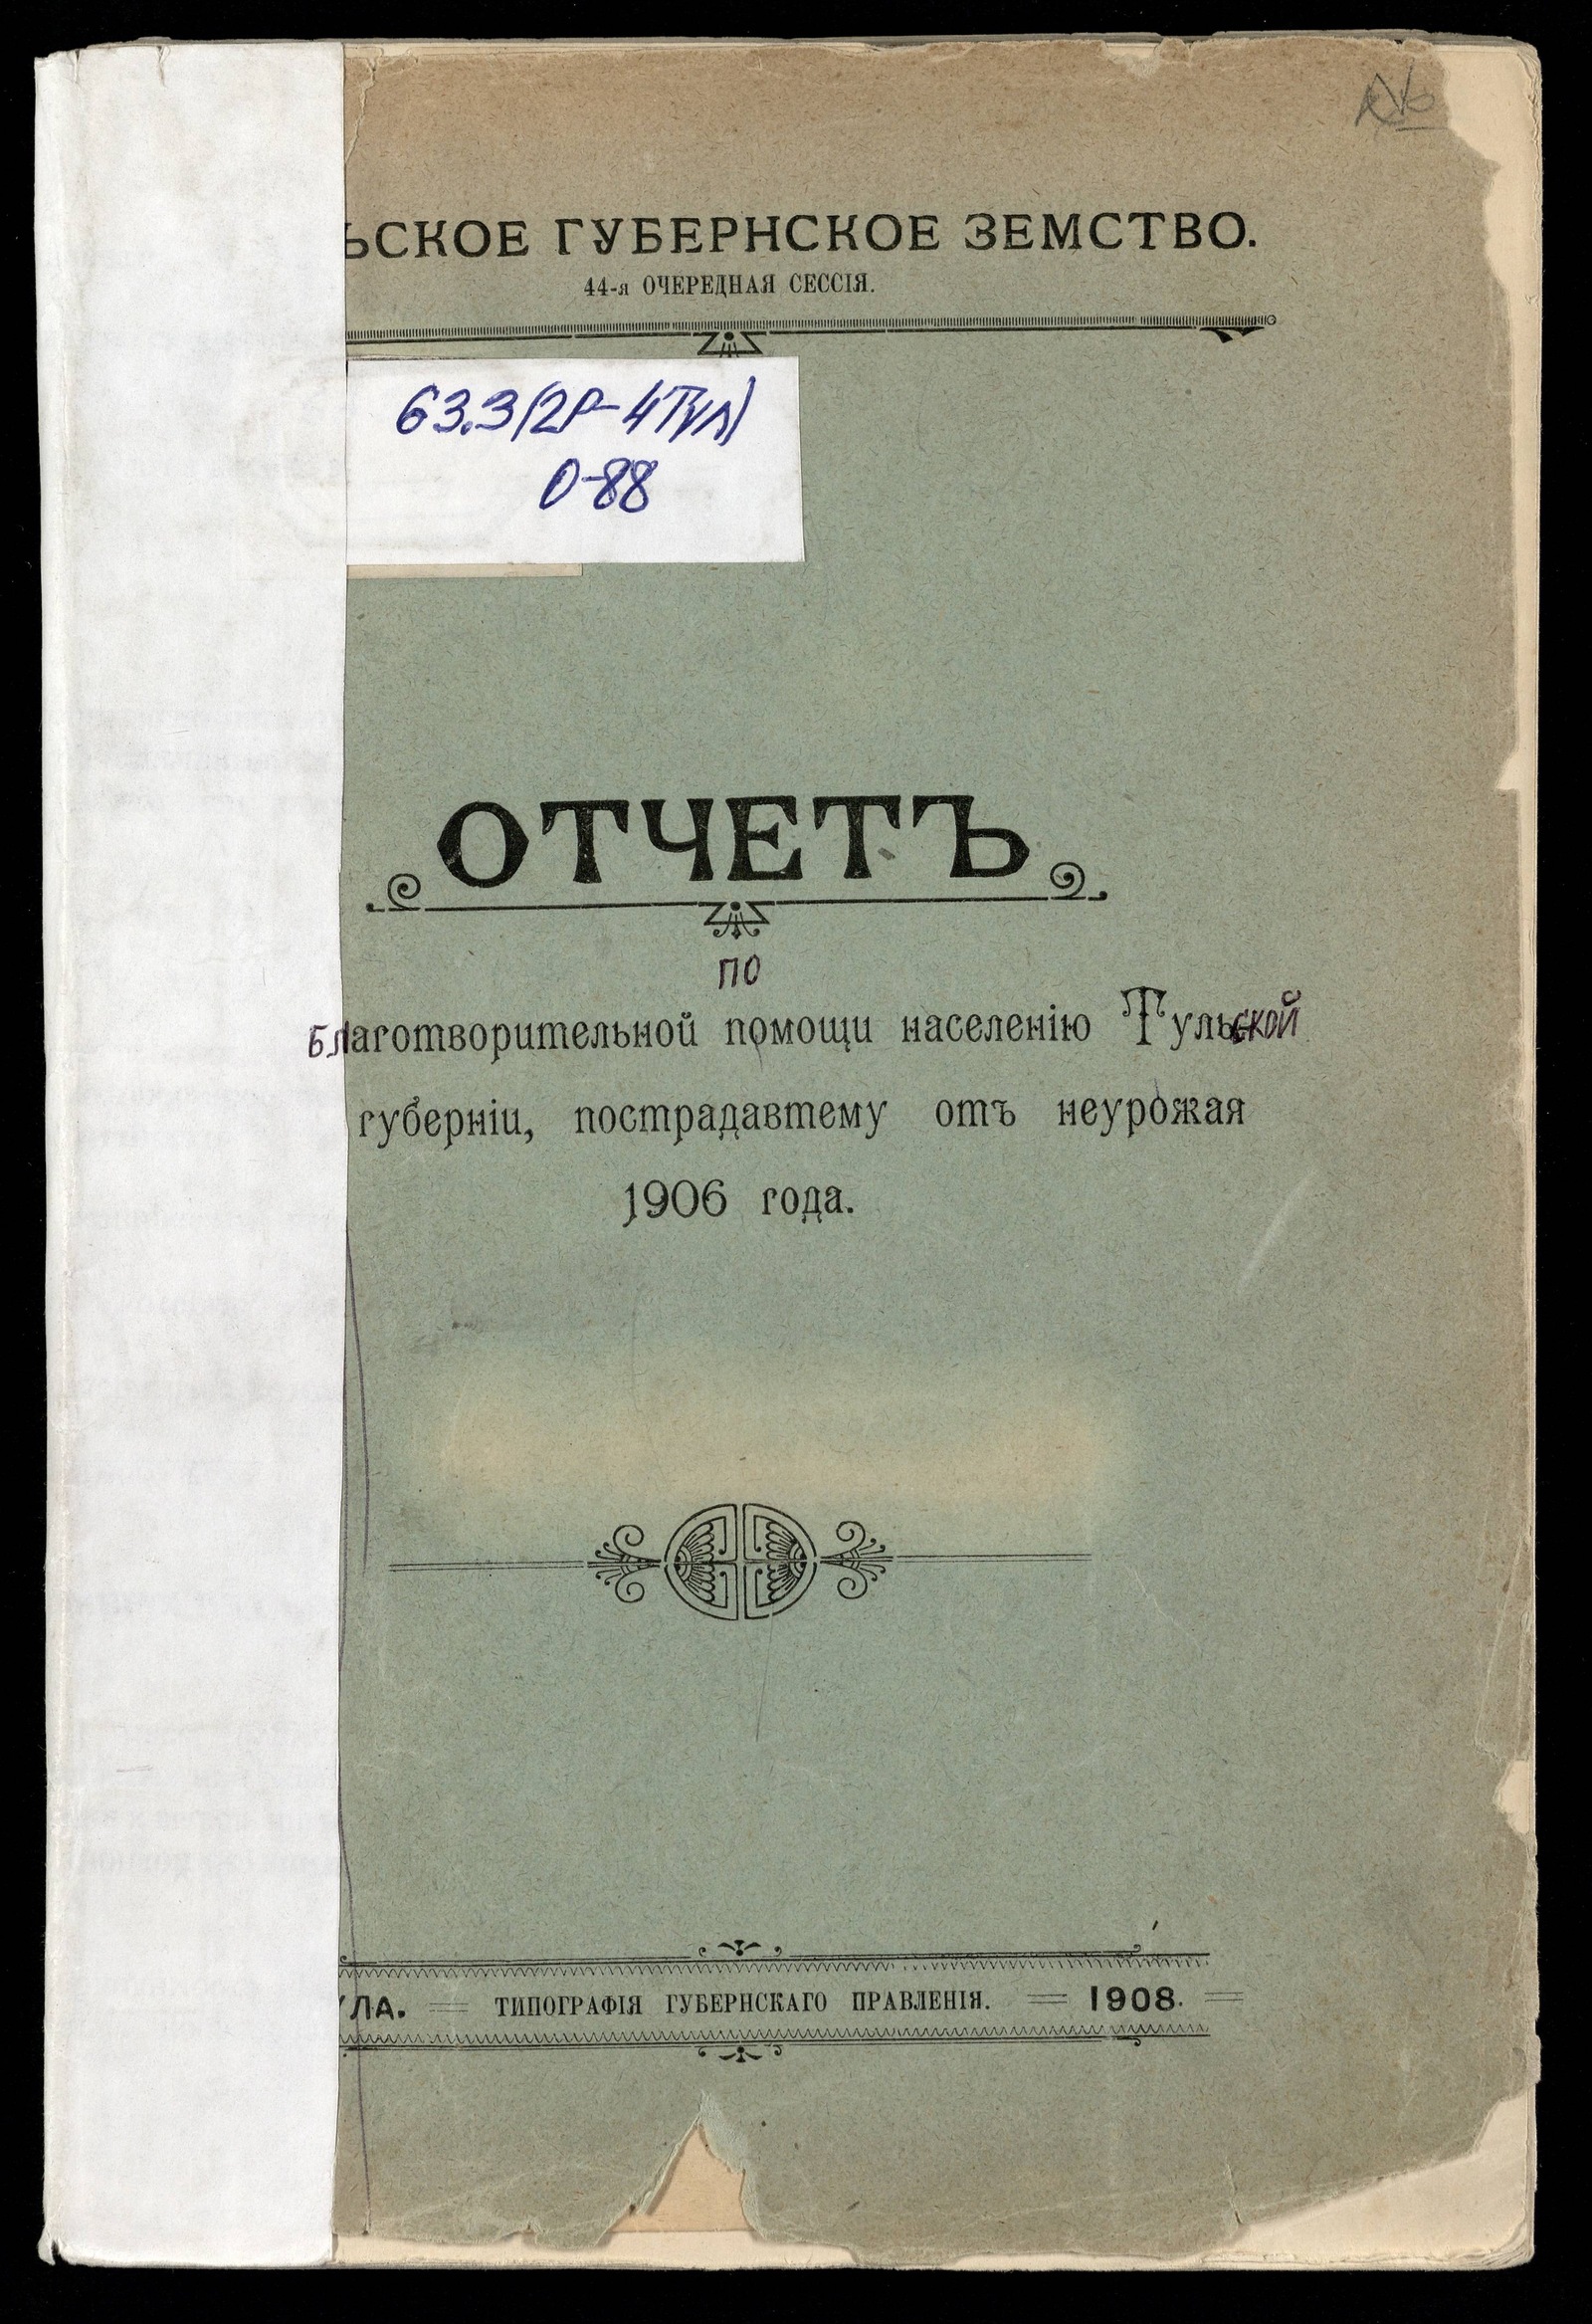 ЬСКОЕ ГУБЕРНСКОЕ ЗЕМСТВО.
44-я ОЧЕРЕДНАЯ СЕССІЯ.
63.3(2Р-4Тул)
О-88
ОТЧЕТЪ
по
Благотворительной помощи населенію Тульской
губерніи, пострадавтему отъ неурожая
1906 года.
УЛА. ТИПОГРАФІЯ ГУБЕРНСКАГО ПРАВЛЕНІЯ. 1908.